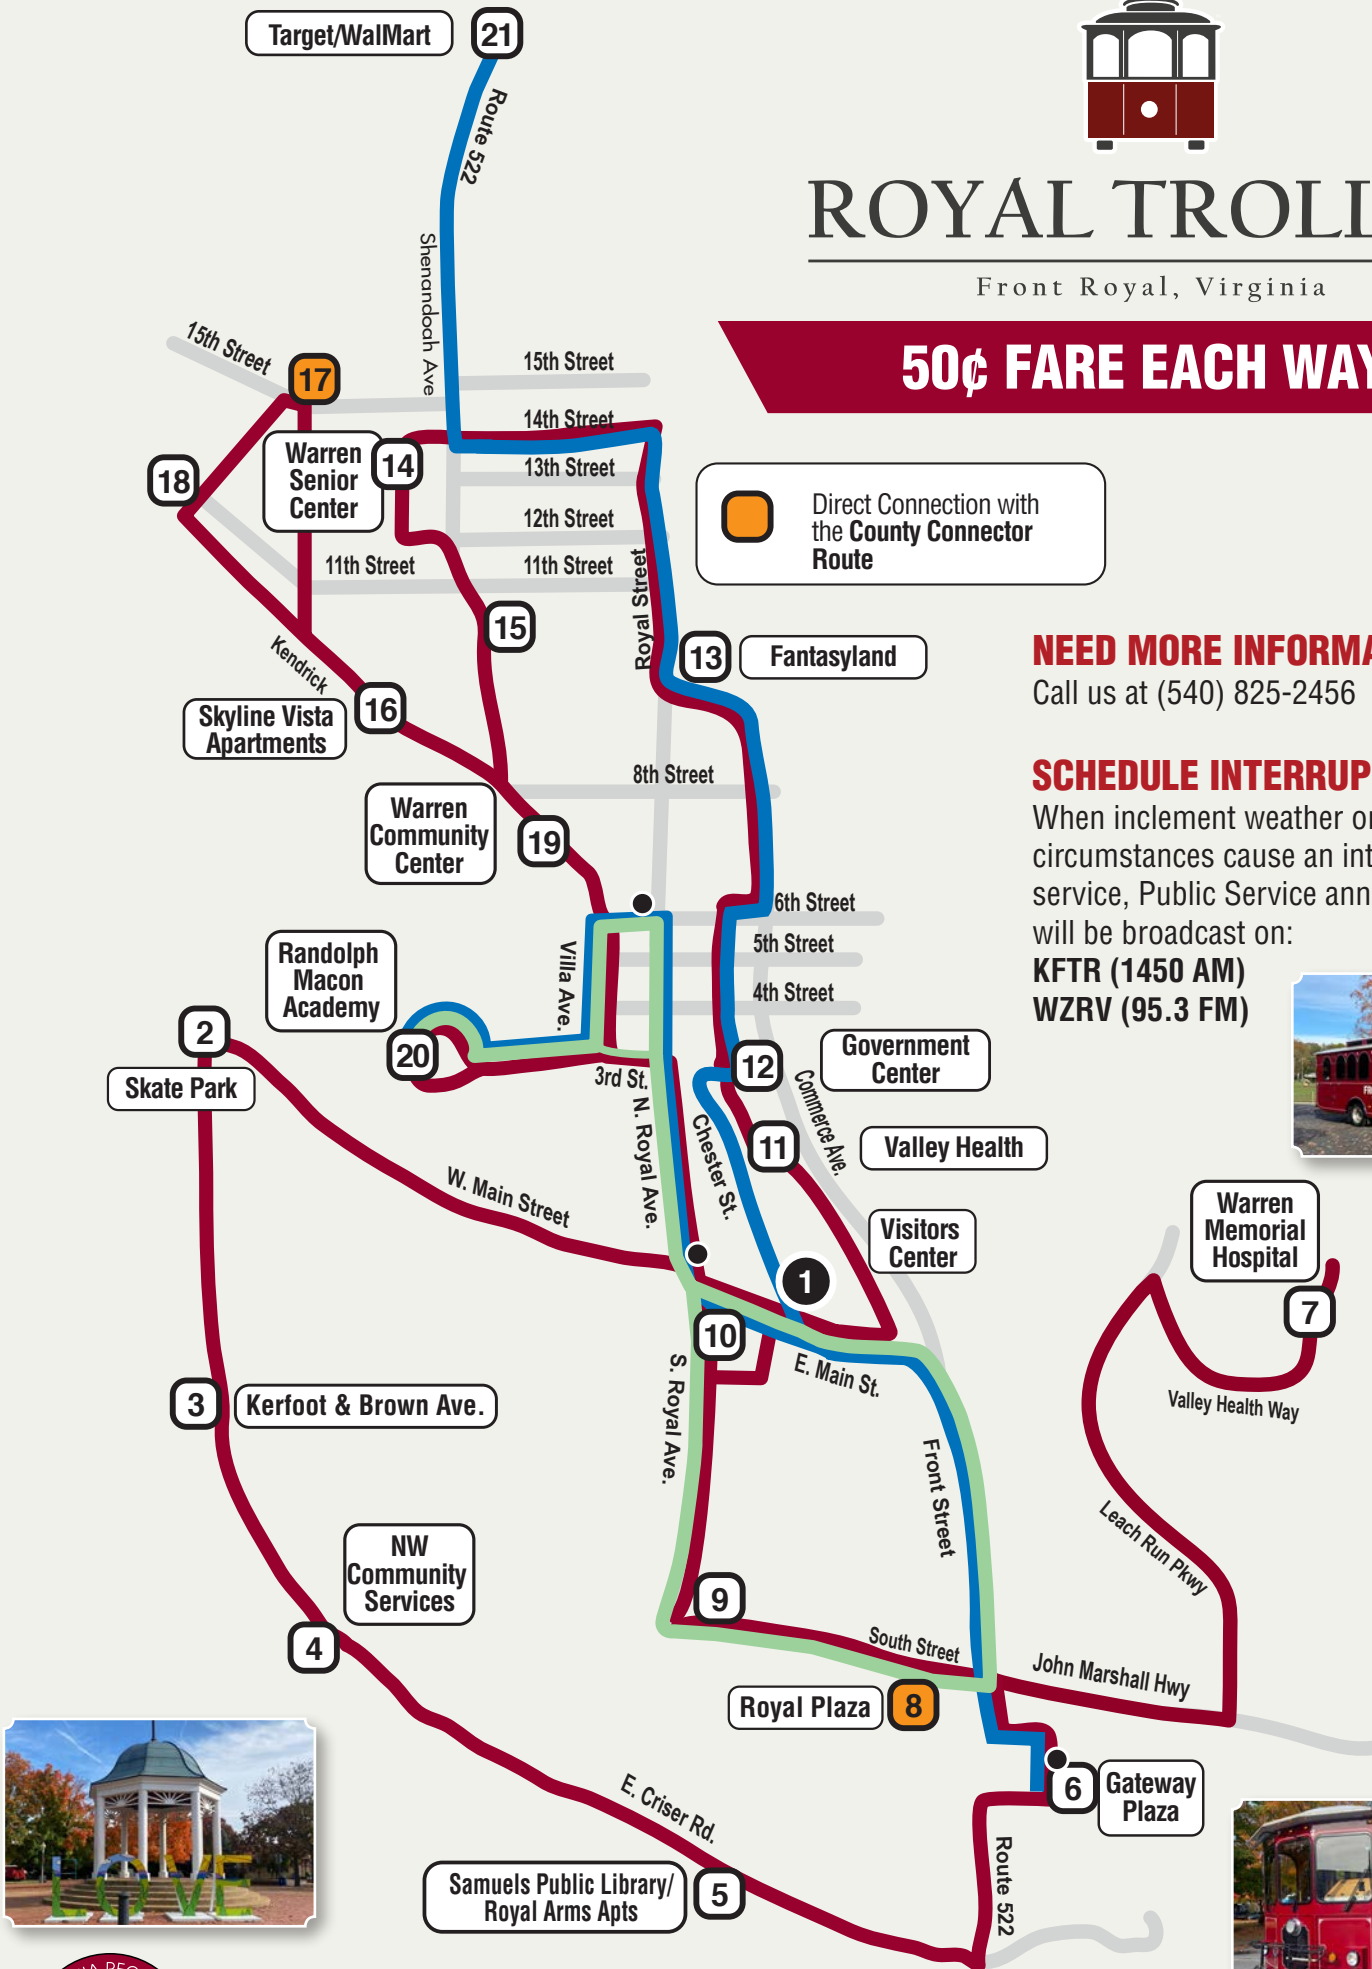 Target/WalMart
21
Route 522
ROYAL TROLL
Front Royal, Virginia
50¢ FARE EACH WAY
Shenandoah Ave
15th Street
17
15th Street
14th Street
Warren
Senior
Center
14
13th Street
18
12th Street
11th Street
11th Street
Direct Connection with
the County Connector
Route
Royal Street
15
13
Fantasyland
Kendrick
16
Skyline Vista
Apartments
NEED MORE INFORMA
Call us at (540) 825-2456
SCHEDULE INTERRUP
When inclement weather or
circumstances cause an int
service, Public Service ann
will be broadcast on:
KFTR (1450 AM)
WZRV (95.3 FM)
8th Street
Warren
Community
Center
19
6th Street
5th Street
4th Street
Villa Ave.
Randolph
Macon
Academy
20
2
Skate Park
3rd St.
N. Royal Ave.
12
Government
Center
Commerce Ave.
Chester St.
11
Valley Health
W. Main Street
Visitors
Center
1
Warren
Memorial
Hospital
7
10
E. Main St.
S. Royal Ave.
3
Kerfoot & Brown Ave.
Valley Health Way
Front Street
Leach Run Pkwy
NW
Community
Services
4
9
South Street
John Marshall Hwy
Royal Plaza
8
6
Gateway
Plaza
E. Criser Rd.
Route 522
Samuels Public Library/
Royal Arms Apts
5
LOVE